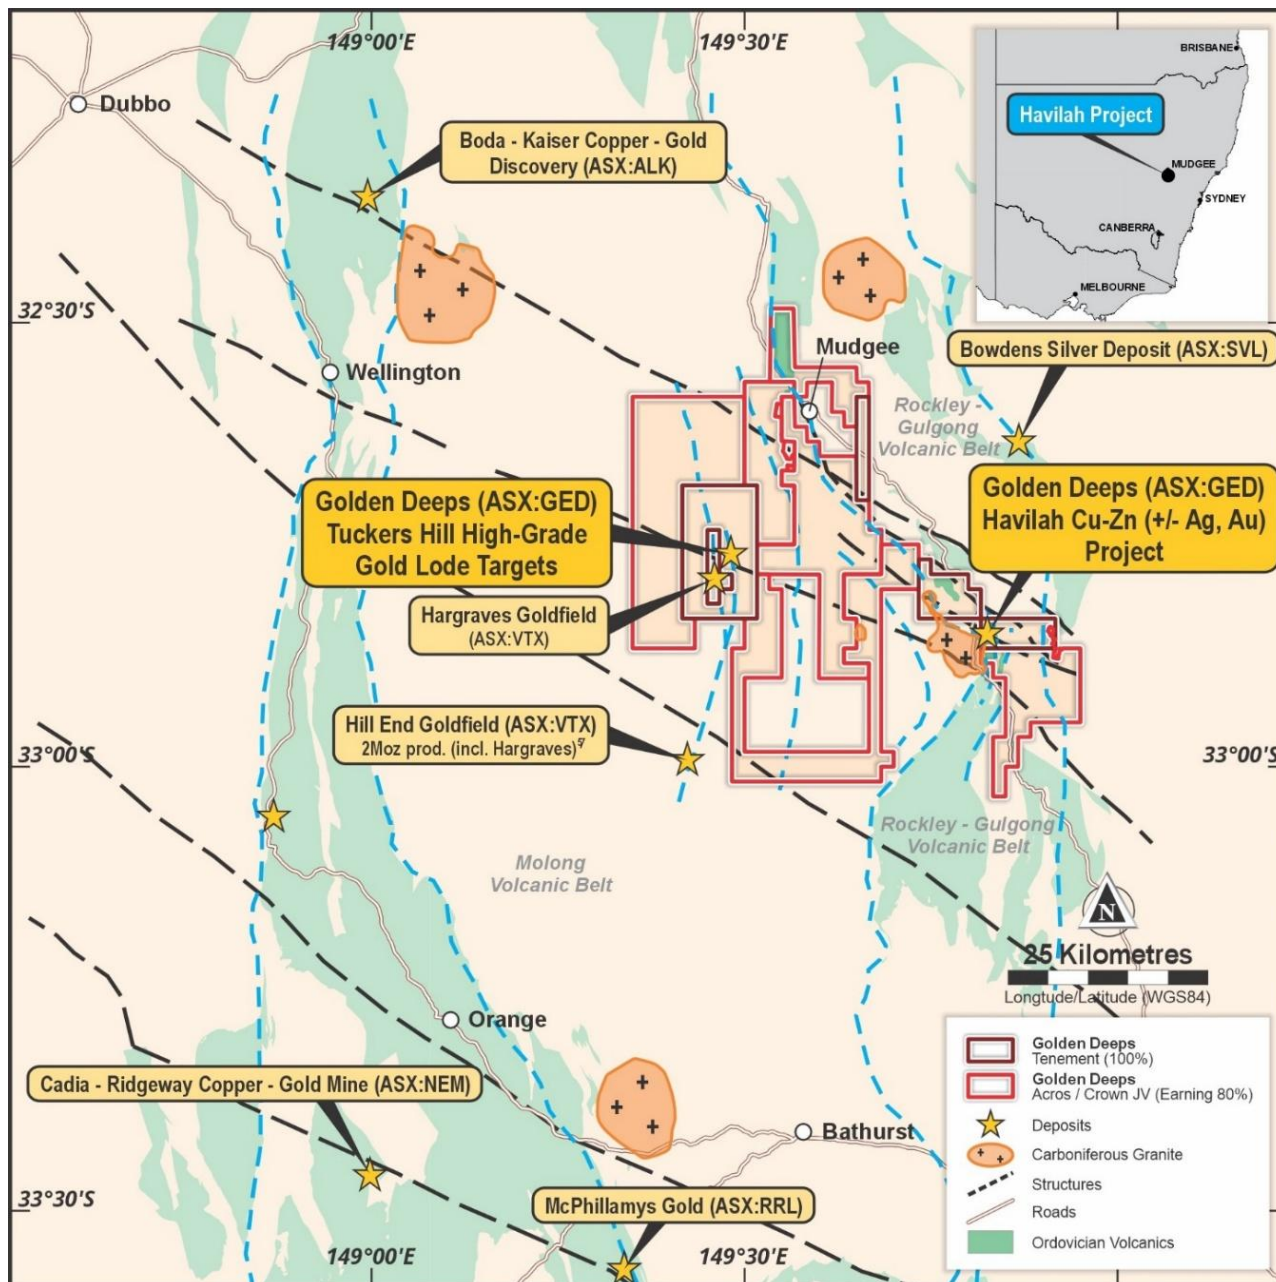 149°00'E
149°30'E
BRISBANE
Dubbo
Havilah Project
Boda - Kaiser Copper - Gold
Discovery (ASX:ALK)
MUDGEE
SYDNEY
CANBERRA
MELBOURNE
32°30'S
Mudgee
Bowdens Silver Deposit (ASX:SVL)
Wellington
Rockley -
Gulgong
Volcanic Belt
Golden Deeps (ASX:GED)
Tuckers Hill High-Grade
Gold Lode Targets
Golden Deeps (ASX:GED)
Havilah Cu-Zn (+/- Ag, Au)
Project
Hargraves Goldfield
(ASX:VTX)
Hill End Goldfield (ASX:VTX)
2Moz prod. (incl. Hargraves)
33°00'S
33°00'S
Rockley - Gulgong
Volcanic Belt
Molong
Volcanic Belt
N
25 Kilometres
Longtude/Latitude (WGS84)
Orange
Golden Deeps
Tenement (100%)
Golden Deeps
Acros / Crown JV (Earning 80%)
Deposits
Carboniferous Granite
Structures
Roads
Ordovician Volcanics
Cadia - Ridgeway Copper - Gold Mine (ASX:NEM)
Bathurst
33°30'S
McPhillamys Gold (ASX:RRL)
149°00'E
149°30'E